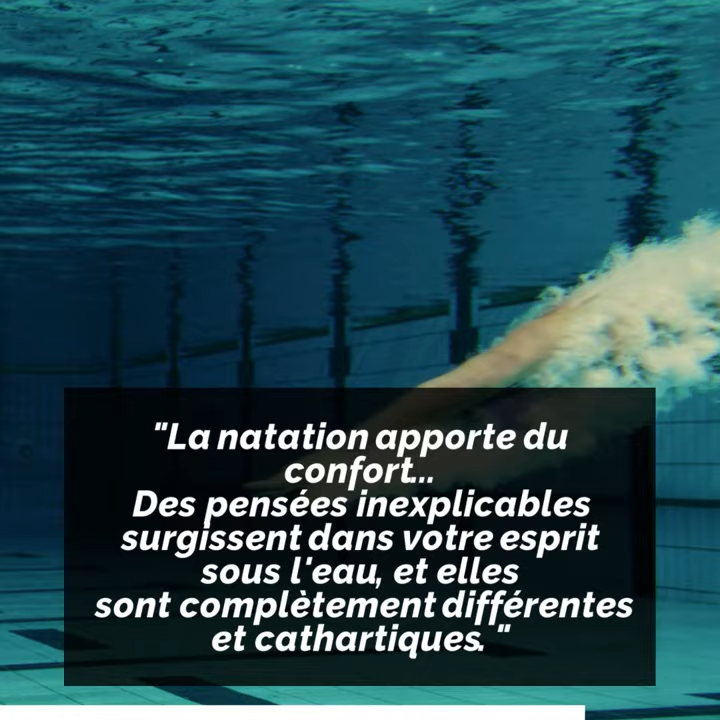 "La natation apporte du
confort...
Des pensées inexplicables
surgissent dans votre esprit
sous l'eau, et elles
sont complètement différentes
et cathartiques. "